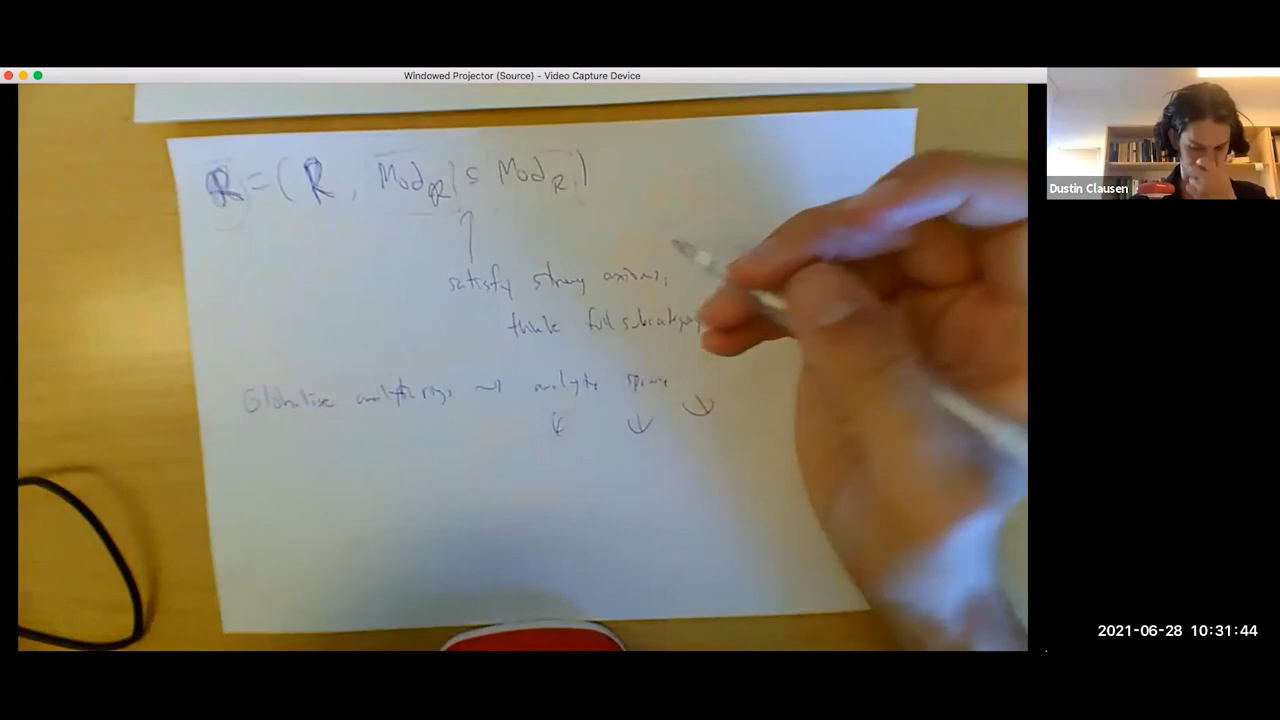 Windowed Projector (Source) - Video Capture Device
R = ( R , Mod_R ⊆ Mod_R )
satisfy strong axioms,
think full subcategory
Globalise analytic rings ⇝ analytic spaces
Dustin Clausen
2021-06-28 10:31:44